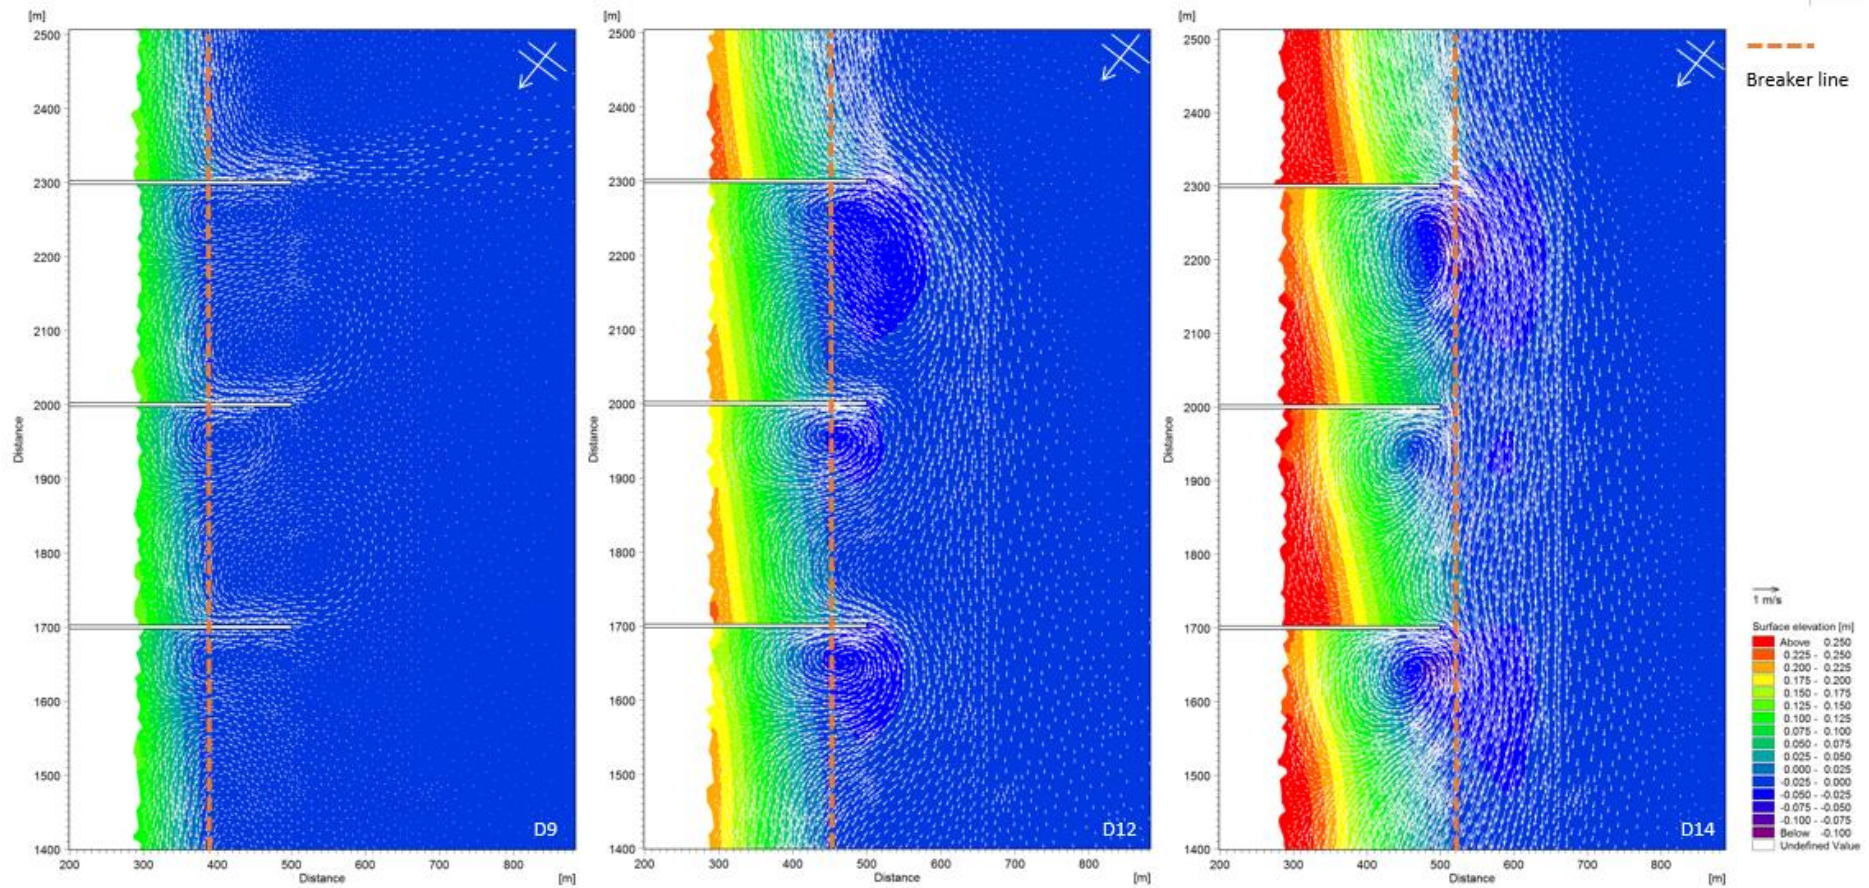 [m]
2500
2400
2300
2200
2100
2000
1900
1800
1700
1600
1500
1400
Distance
200 300 400 500 600 700 800
Distance [m]
D9
[m]
2500
2400
2300
2200
2100
2000
1900
1800
1700
1600
1500
1400
Distance
200 300 400 500 600 700 800
Distance [m]
D12
[m]
2500
2400
2300
2200
2100
2000
1900
1800
1700
1600
1500
1400
Distance
200 300 400 500 600 700 800
Distance [m]
D14
Breaker line
1 m/s
Surface elevation [m]
Above 0.250
0.225 - 0.250
0.200 - 0.225
0.175 - 0.200
0.150 - 0.175
0.125 - 0.150
0.100 - 0.125
0.075 - 0.100
0.050 - 0.075
0.025 - 0.050
0.000 - 0.025
-0.025 - 0.000
-0.050 - -0.025
-0.075 - -0.050
-0.100 - -0.075
Below -0.100
Undefined Value